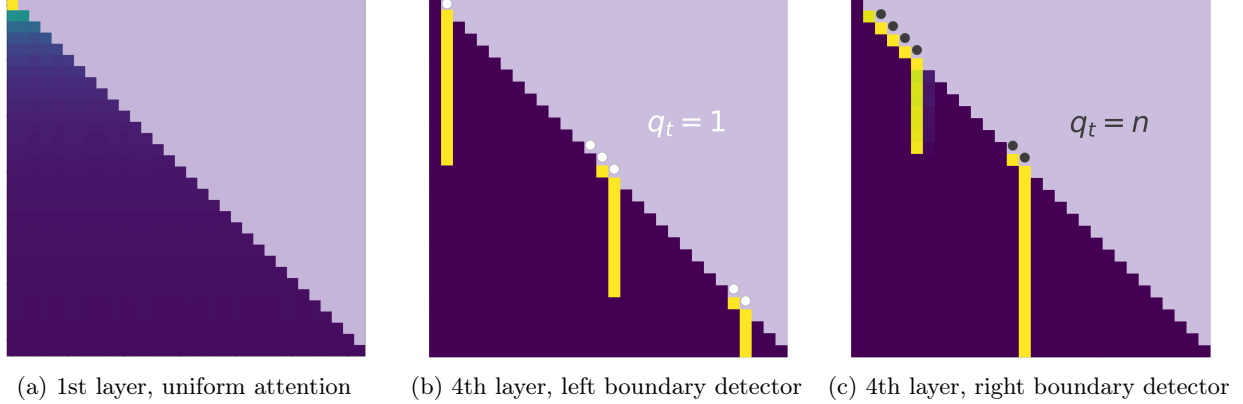 q_t = 1
q_t = n
(a) 1st layer, uniform attention
(b) 4th layer, left boundary detector
(c) 4th layer, right boundary detector